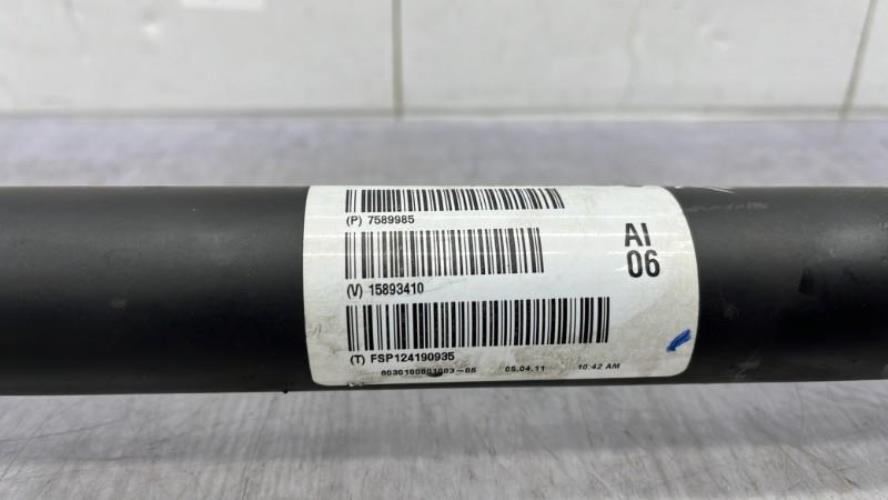 (P) 7589985
AI
06
(V) 15893410
(T) FSP124190935
05.04.11 10:42 AM